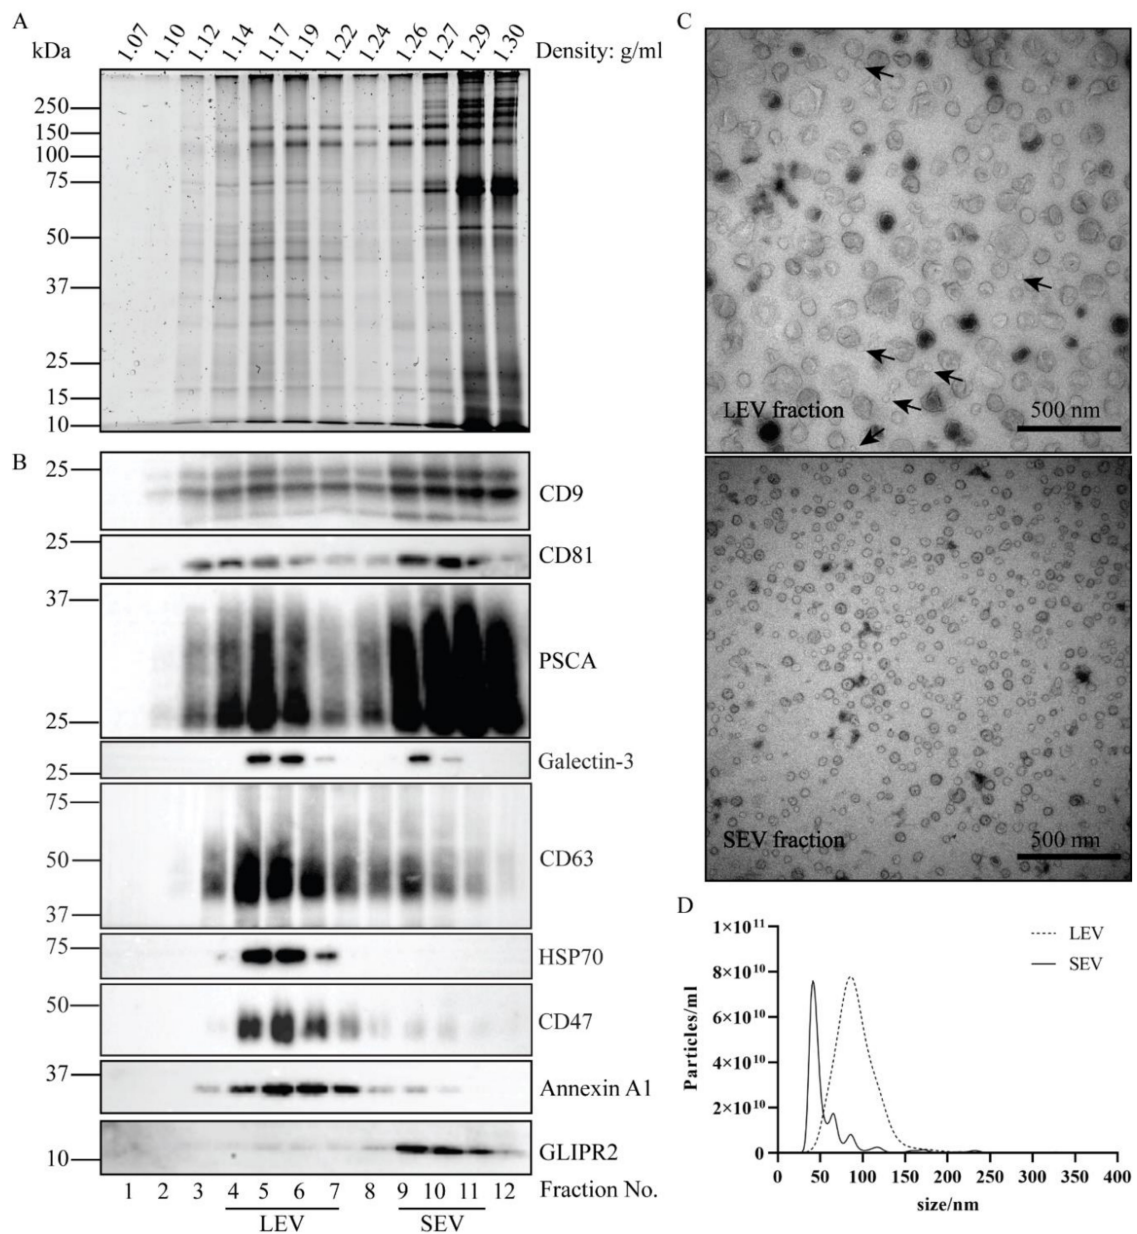 A
1.07 1.10 1.12 1.14 1.17 1.19 1.22 1.24 1.26 1.27 1.29 1.30
kDa
Density: g/ml
250
150
100
75
50
37
25
15
10
B
25
CD9
25
CD81
37
PSCA
25
Galectin-3
25
75
CD63
50
37
75
HSP70
50
CD47
37
Annexin A1
GLIPR2
10
1 2 3 4 5 6 7 8 9 10 11 12 Fraction No.
LEV SEV
C
LEV fraction 500 nm
SEV fraction 500 nm
D
1×10¹¹
8×10¹⁰
6×10¹⁰
4×10¹⁰
2×10¹⁰
0
Particles/ml
LEV
SEV
0 50 100 150 200 250 300 350 400
size/nm